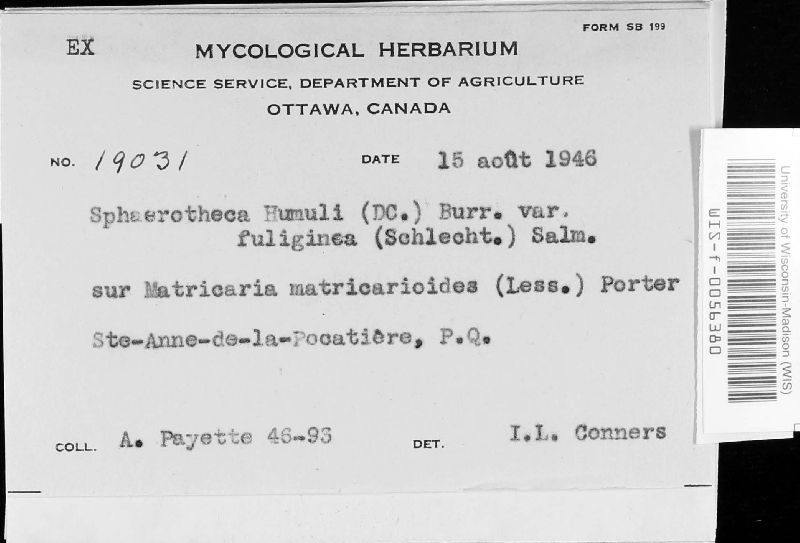 FORM SB 199
EX MYCOLOGICAL HERBARIUM
SCIENCE SERVICE, DEPARTMENT OF AGRICULTURE
OTTAWA, CANADA
NO. 19031 DATE 15 août 1946
Sphaerotheca Humuli (DC.) Burr. var.
fuliginea (Schlecht.) Salm.
sur Matricaria matricarioides (Less.) Porter
Ste-Anne-de-la-Pocatière, P.Q.
COLL. A. Payette 46-93 DET. I.L. Conners
University of Wisconsin-Madison (WIS)
WIS-f-0056380